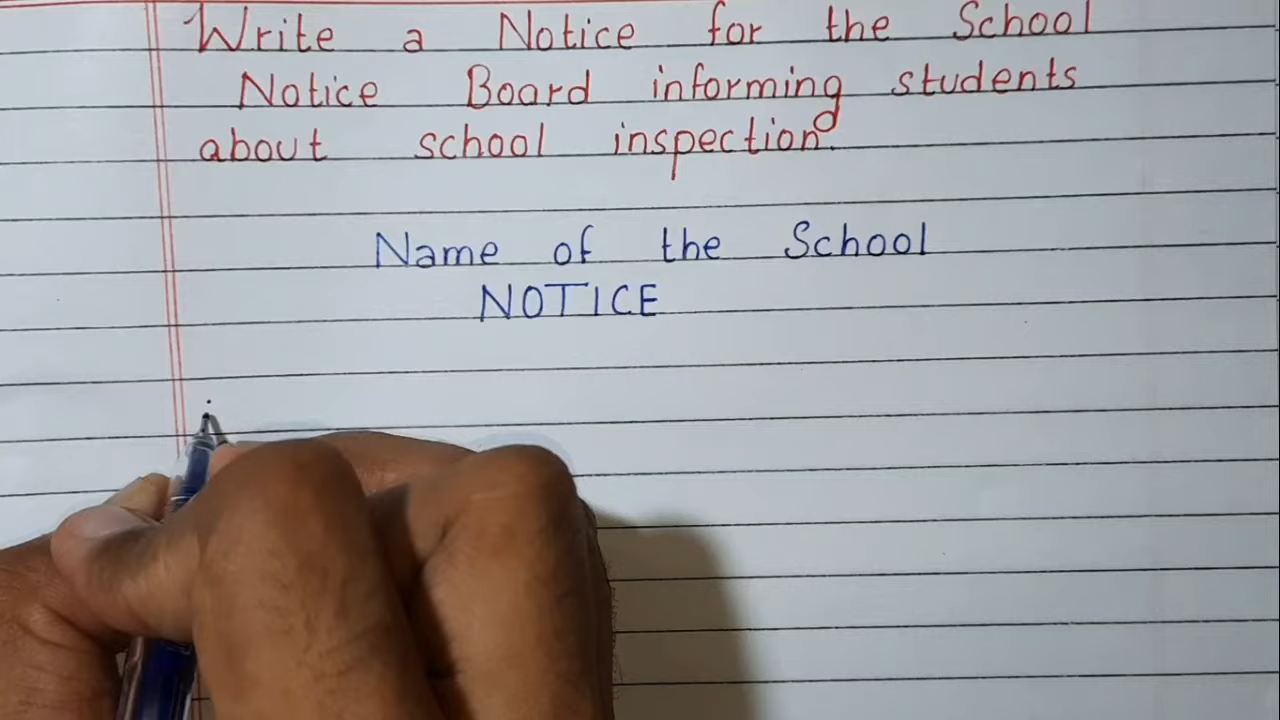 Write a Notice for the School
Notice Board informing students
about school inspection.
Name of the School
NOTICE